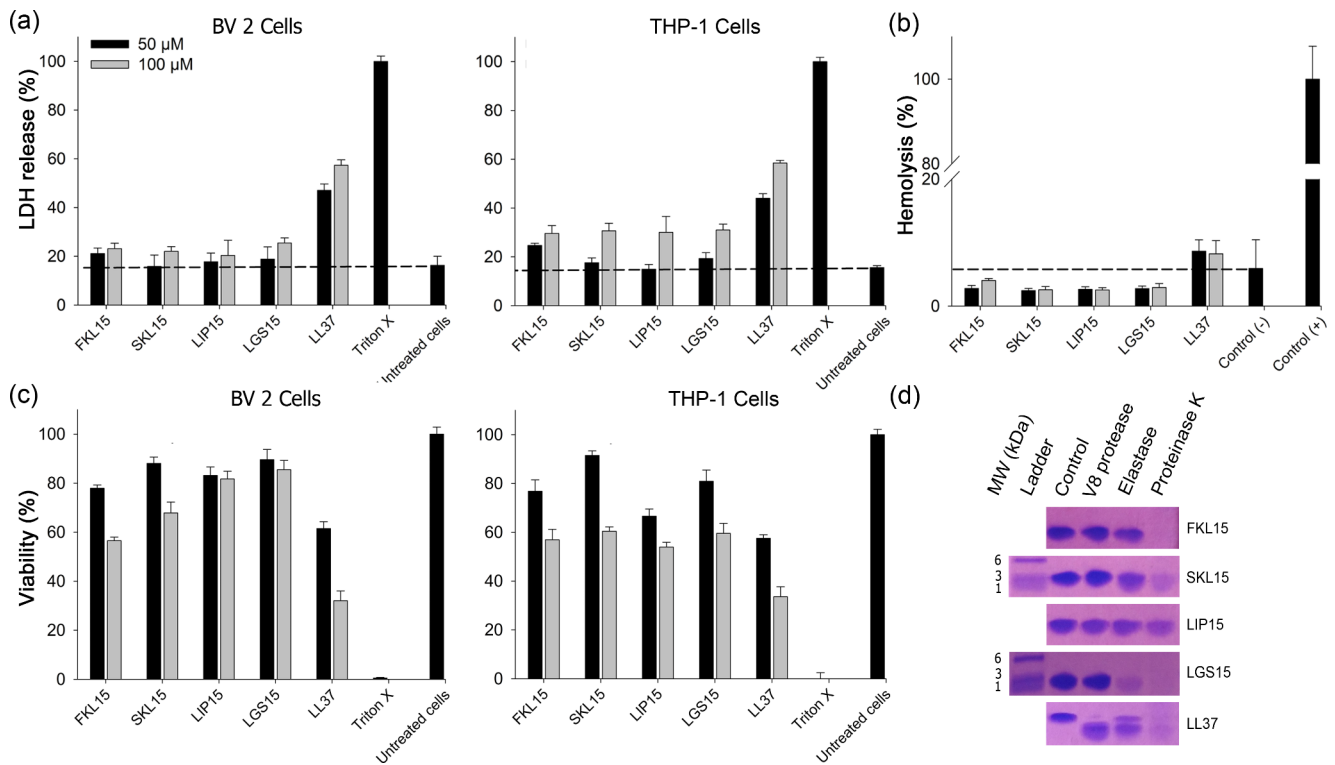 (a)
BV 2 Cells
50 µM
100 µM
LDH release (%)
100
80
60
40
20
0
FKL15
SKL15
LIP15
LGS15
LL37
Triton X
Untreated cells
THP-1 Cells
100
80
60
40
20
0
FKL15
SKL15
LIP15
LGS15
LL37
Triton X
Untreated cells
(b)
Hemolysis (%)
100
80
20
0
FKL15
SKL15
LIP15
LGS15
LL37
Control (-)
Control (+)
(c)
BV 2 Cells
Viability (%)
100
80
60
40
20
0
FKL15
SKL15
LIP15
LGS15
LL37
Triton X
Untreated cells
THP-1 Cells
100
80
60
40
20
0
FKL15
SKL15
LIP15
LGS15
LL37
Triton X
Untreated cells
(d)
MW (kDa)
Ladder
Control
V8 protease
Elastase
Proteinase K
FKL15
6
3
1
SKL15
LIP15
6
3
1
LGS15
LL37